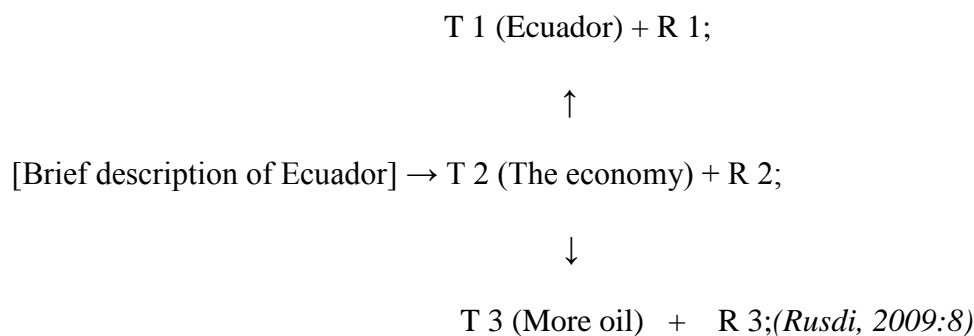 T 1 (Ecuador) + R 1;
↑
[Brief description of Ecuador] → T 2 (The economy) + R 2;
↓
T 3 (More oil) + R 3;(Rusdi, 2009:8)